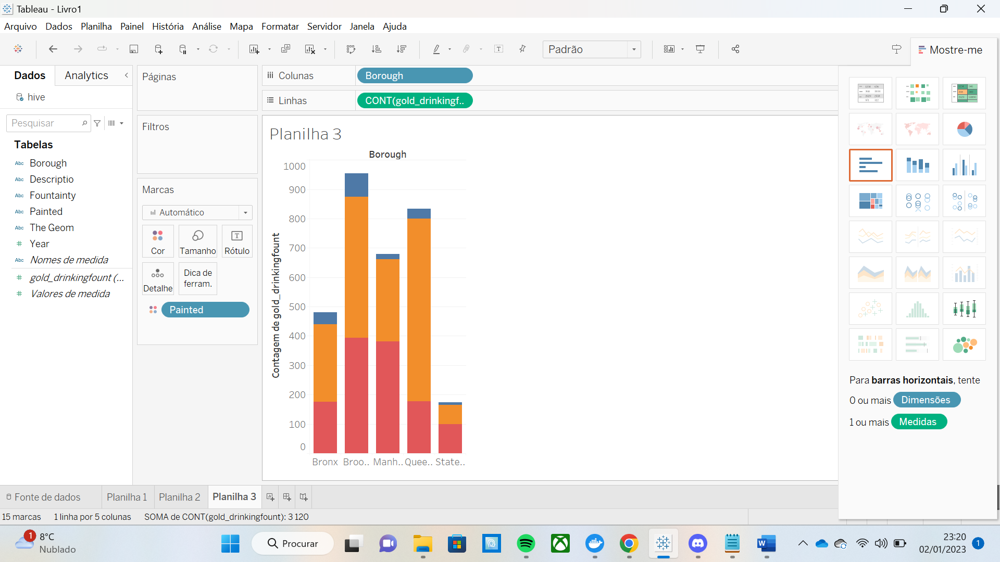 Tableau - Livro1
Arquivo Dados Planilha Painel História Análise Mapa Formatar Servidor Janela Ajuda
Padrão
Mostre-me
Dados Analytics
hive
Pesquisar
Tabelas
Abc Borough
Abc Descriptio
Abc Fountainty
Abc Painted
Abc The Geom
# Year
Abc Nomes de medida
# gold_drinkingfount (...
# Valores de medida
Páginas
Filtros
Marcas
Automático
Cor Tamanho Rótulo
Detalhe
Dica de
ferram.
Painted
Colunas Borough
Linhas CONT(gold_drinkingf..
Planilha 3
Borough
Contagem de gold_drinkingfount
1000
900
800
700
600
500
400
300
200
100
0
Bronx Broo.. Manh.. Quee.. State..
Para barras horizontais, tente
0 ou mais Dimensões
1 ou mais Medidas
Fonte de dados Planilha 1 Planilha 2 Planilha 3
15 marcas 1 linha por 5 colunas SOMA de CONT(gold_drinkingfount): 3 120
1 8°C
Nublado
Procurar
23:20
02/01/2023
1